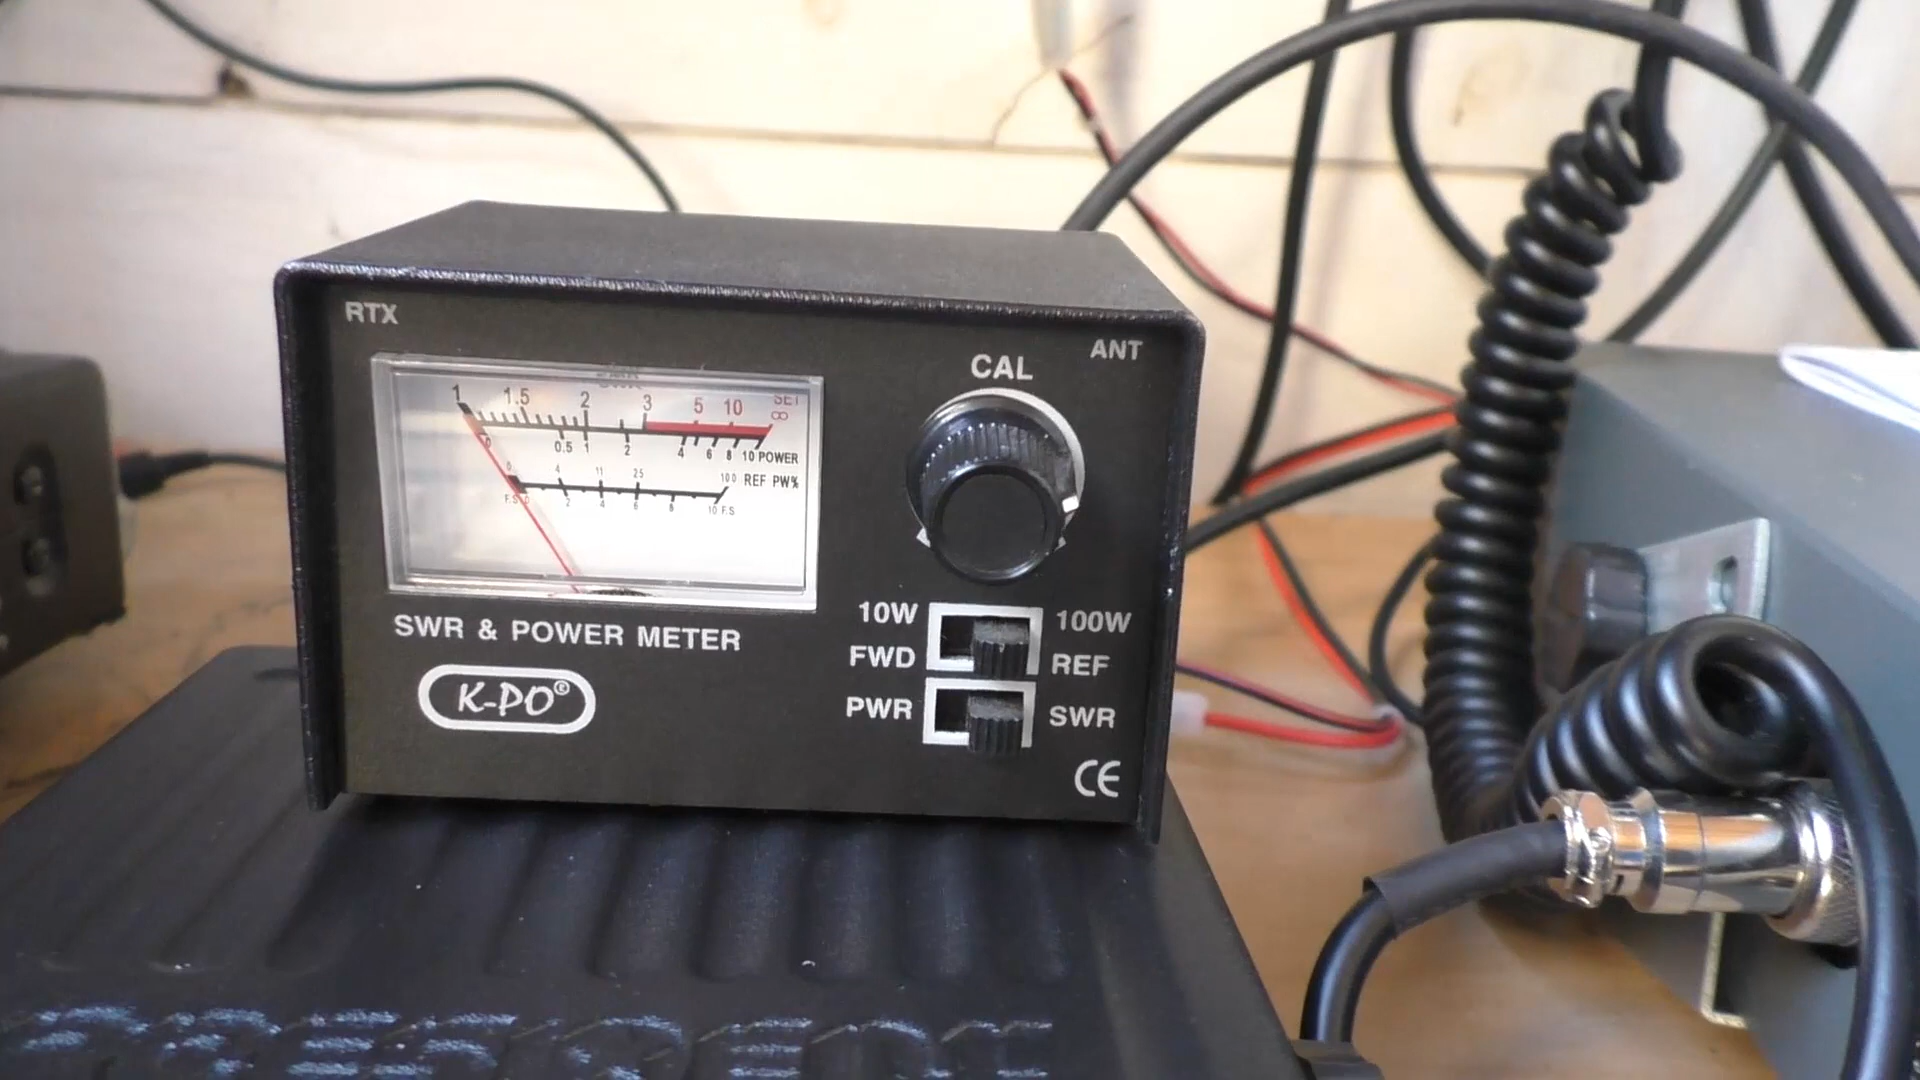 RTX
ANT
CAL
SET
1 1.5 2 3 5 10 ∞
0 0.5 1 2 4 6 8 10 POWER
0 4 11 25 100 REF PW%
F.S 0 2 4 6 8 10 F.S
SWR & POWER METER
K-PO®
10W 100W
FWD REF
PWR SWR
CE
PRESIDENT